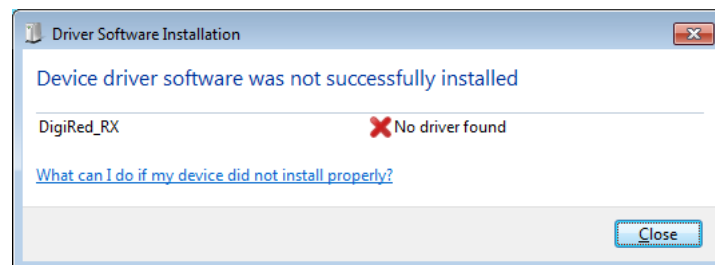 Driver Software Installation
Device driver software was not successfully installed
DigiRed_RX No driver found
What can I do if my device did not install properly?
Close